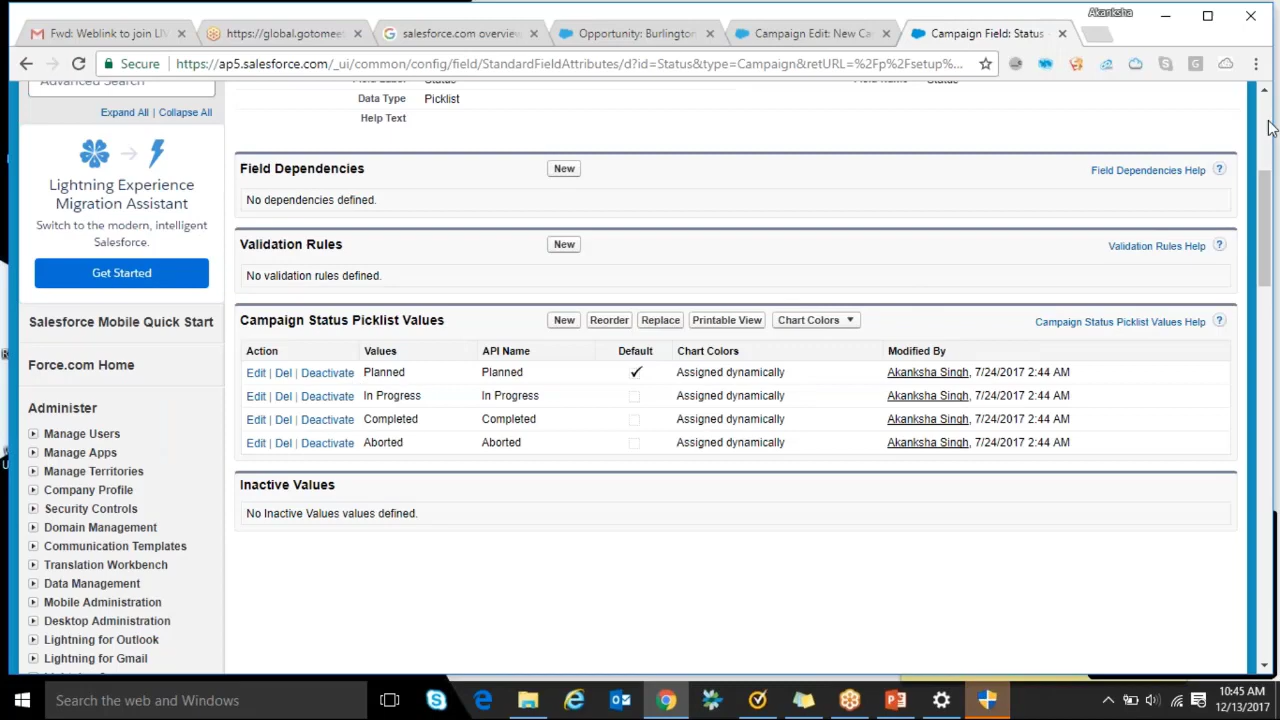 Akanksha
Fwd: Weblink to join LI
https://global.gotomeet
salesforce.com overview
Opportunity: Burlington
Campaign Edit: New Ca
Campaign Field: Status
Secure
https://ap5.salesforce.com/_ui/common/config/field/StandardFieldAttributes/d?id=Status&type=Campaign&retURL=%2Fp%2Fsetup%2F...
Advanced Search
Expand All | Collapse All
Lightning Experience
Migration Assistant
Switch to the modern, intelligent
Salesforce.
Get Started
Salesforce Mobile Quick Start
Force.com Home
Administer
Manage Users
Manage Apps
Manage Territories
Company Profile
Security Controls
Domain Management
Communication Templates
Translation Workbench
Data Management
Mobile Administration
Desktop Administration
Lightning for Outlook
Lightning for Gmail
Field Label Status Field Name Status
Data Type Picklist
Help Text
Field Dependencies New Field Dependencies Help ?
No dependencies defined.
Validation Rules New Validation Rules Help ?
No validation rules defined.
Campaign Status Picklist Values New Reorder Replace Printable View Chart Colors Campaign Status Picklist Values Help ?
Action Values API Name Default Chart Colors Modified By
Edit | Del | Deactivate Planned Planned Assigned dynamically Akanksha Singh, 7/24/2017 2:44 AM
Edit | Del | Deactivate In Progress In Progress Assigned dynamically Akanksha Singh, 7/24/2017 2:44 AM
Edit | Del | Deactivate Completed Completed Assigned dynamically Akanksha Singh, 7/24/2017 2:44 AM
Edit | Del | Deactivate Aborted Aborted Assigned dynamically Akanksha Singh, 7/24/2017 2:44 AM
Inactive Values
No Inactive Values values defined.
Search the web and Windows
10:45 AM
12/13/2017